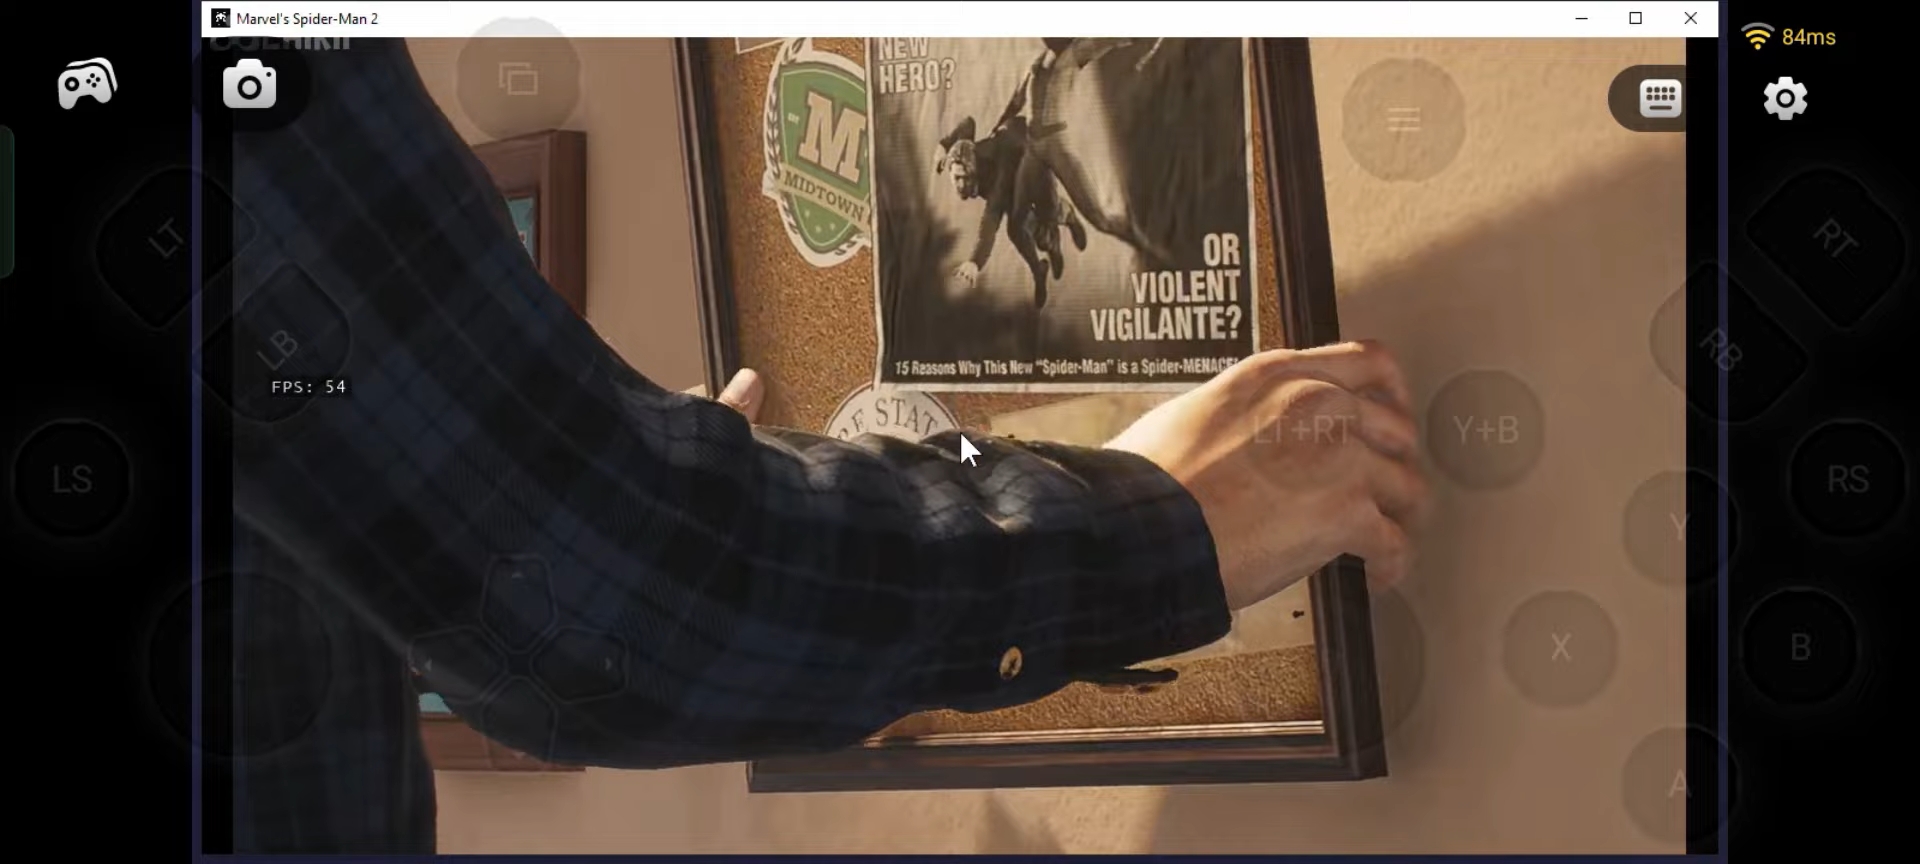 Marvel's Spider-Man 2
84ms
NEW
HERO?
M
MIDTOWN
OR
VIOLENT
VIGILANTE?
15 Reasons Why This New "Spider-Man" is a Spider-MENACE!
STAT
LT
RT
LB
RB
FPS: 54
LT+RT
Y+B
LS
RS
Y
X
B
A